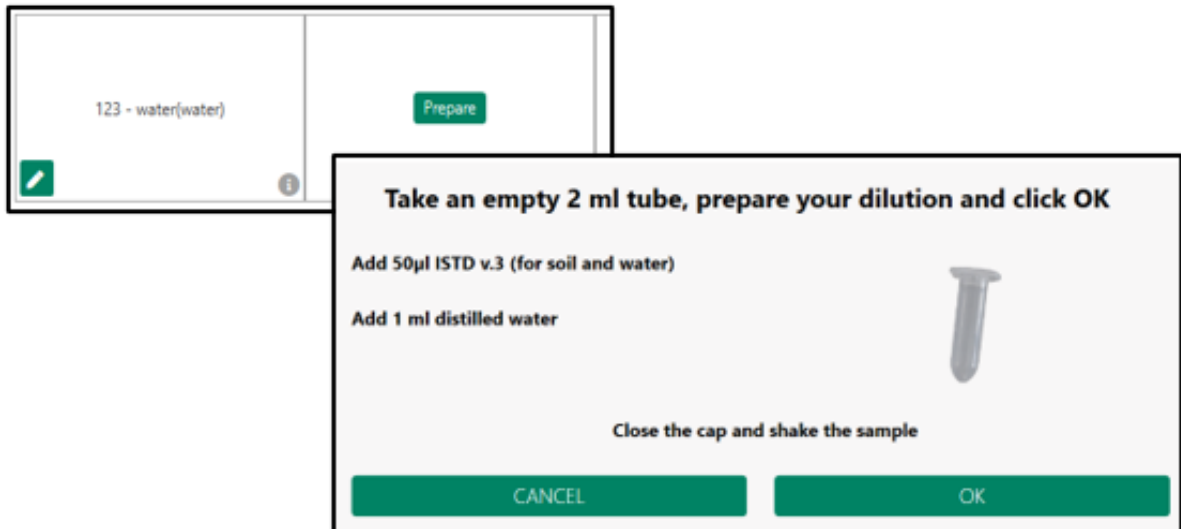 123 - water(water)
Prepare
Take an empty 2 ml tube, prepare your dilution and click OK
Add 50µl ISTD v.3 (for soil and water)
Add 1 ml distilled water
Close the cap and shake the sample
CANCEL
OK